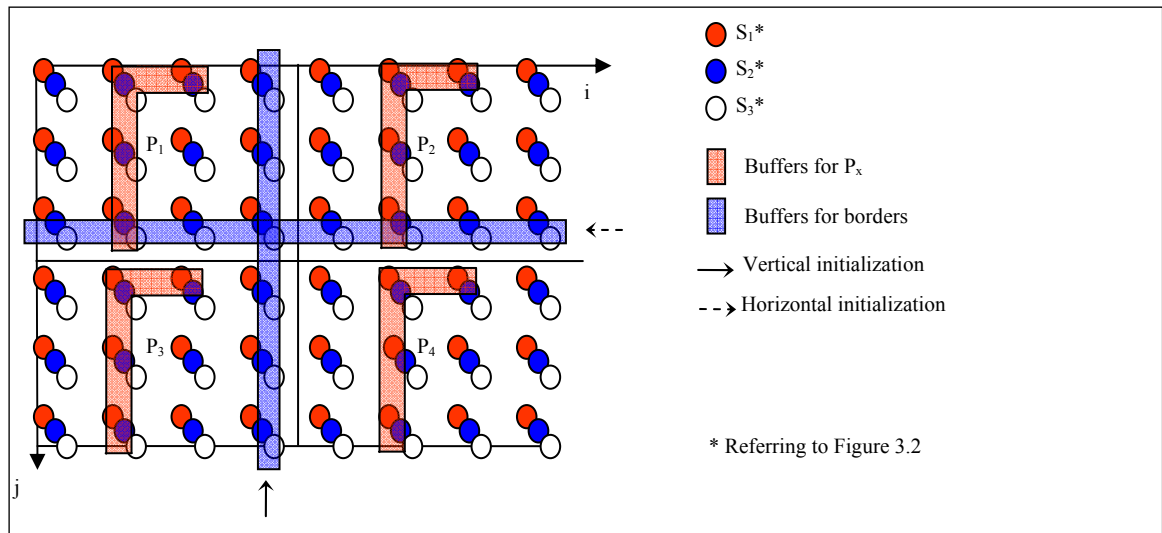 i
j
P1
P2
P3
P4
S1*
S2*
S3*
Buffers for Px
Buffers for borders
Vertical initialization
Horizontal initialization
* Referring to Figure 3.2